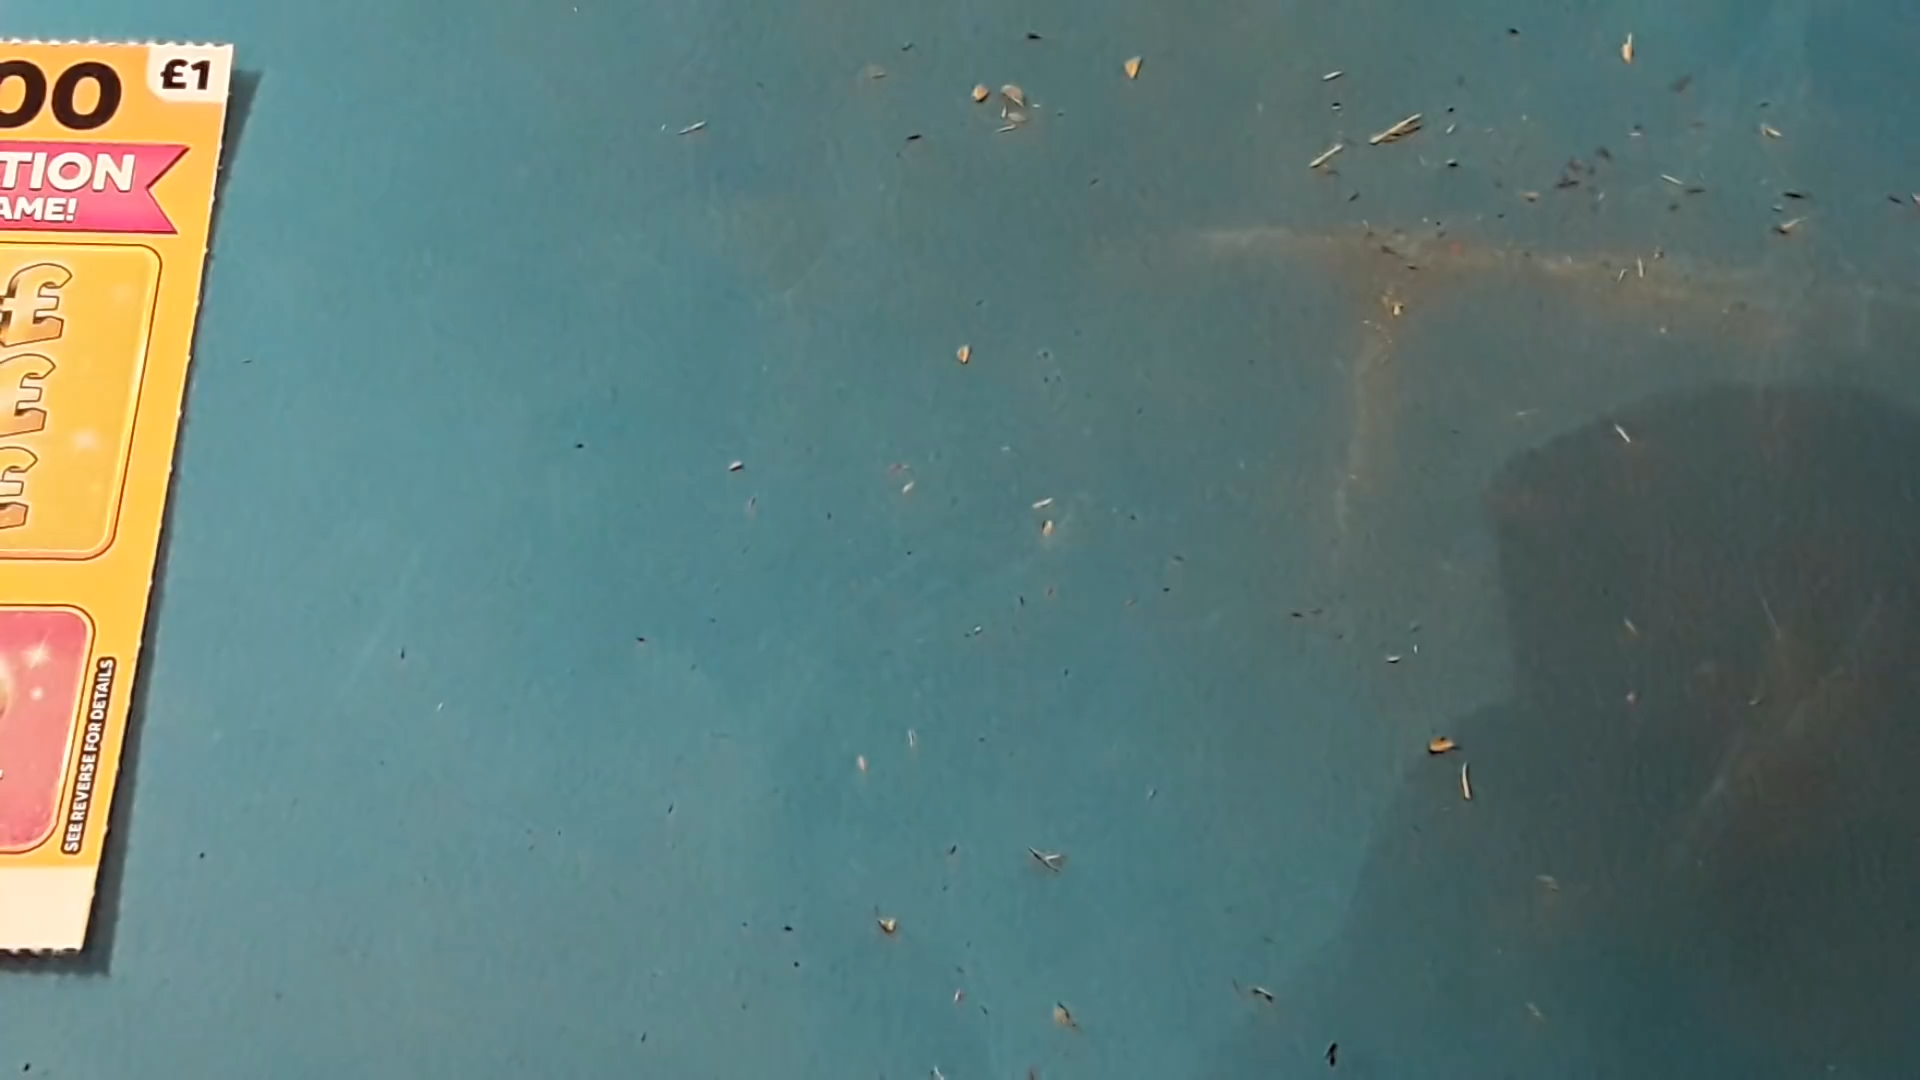 00
£1
TION
AME!
£
£
£
SEE REVERSE FOR DETAILS